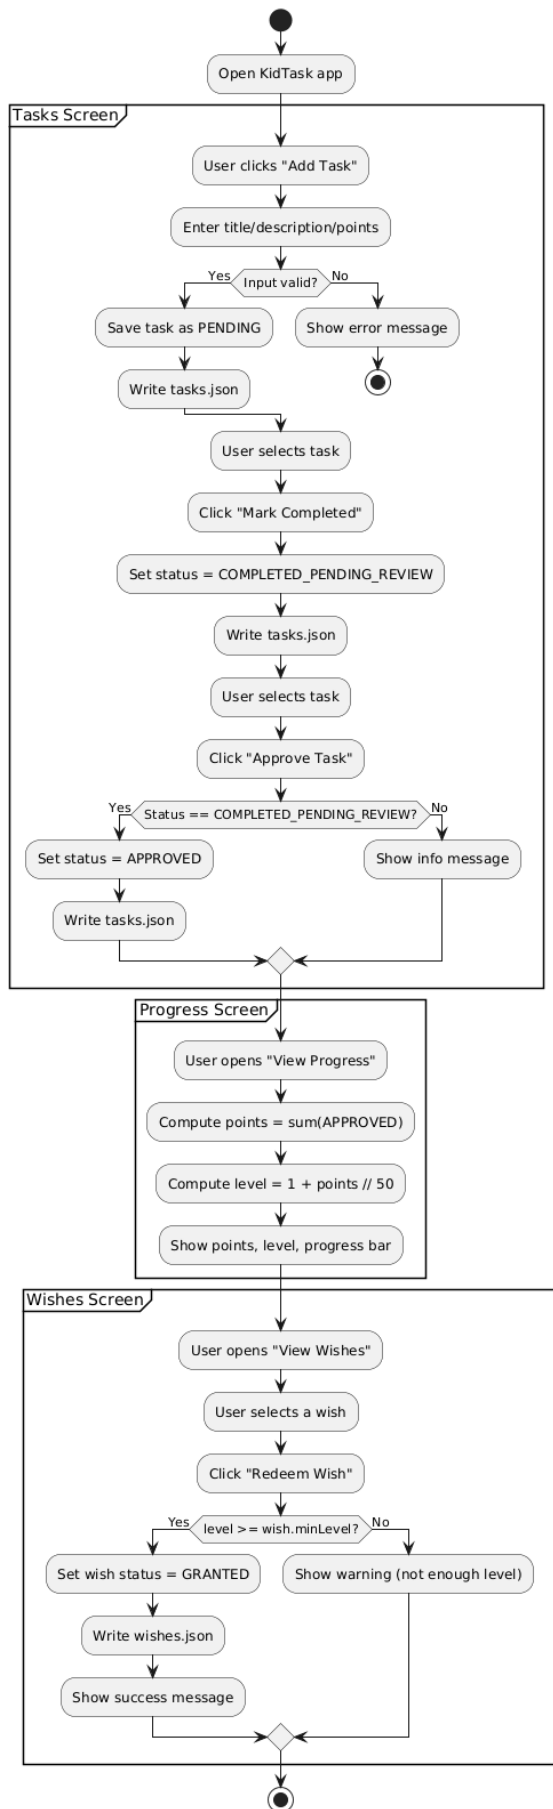 Open KidTask app
Tasks Screen
User clicks "Add Task"
Enter title/description/points
Yes
Input valid?
No
Save task as PENDING
Show error message
Write tasks.json
User selects task
Click "Mark Completed"
Set status = COMPLETED_PENDING_REVIEW
Write tasks.json
User selects task
Click "Approve Task"
Yes
Status == COMPLETED_PENDING_REVIEW?
No
Set status = APPROVED
Show info message
Write tasks.json
Progress Screen
User opens "View Progress"
Compute points = sum(APPROVED)
Compute level = 1 + points // 50
Show points, level, progress bar
Wishes Screen
User opens "View Wishes"
User selects a wish
Click "Redeem Wish"
Yes
level >= wish.minLevel?
No
Set wish status = GRANTED
Show warning (not enough level)
Write wishes.json
Show success message